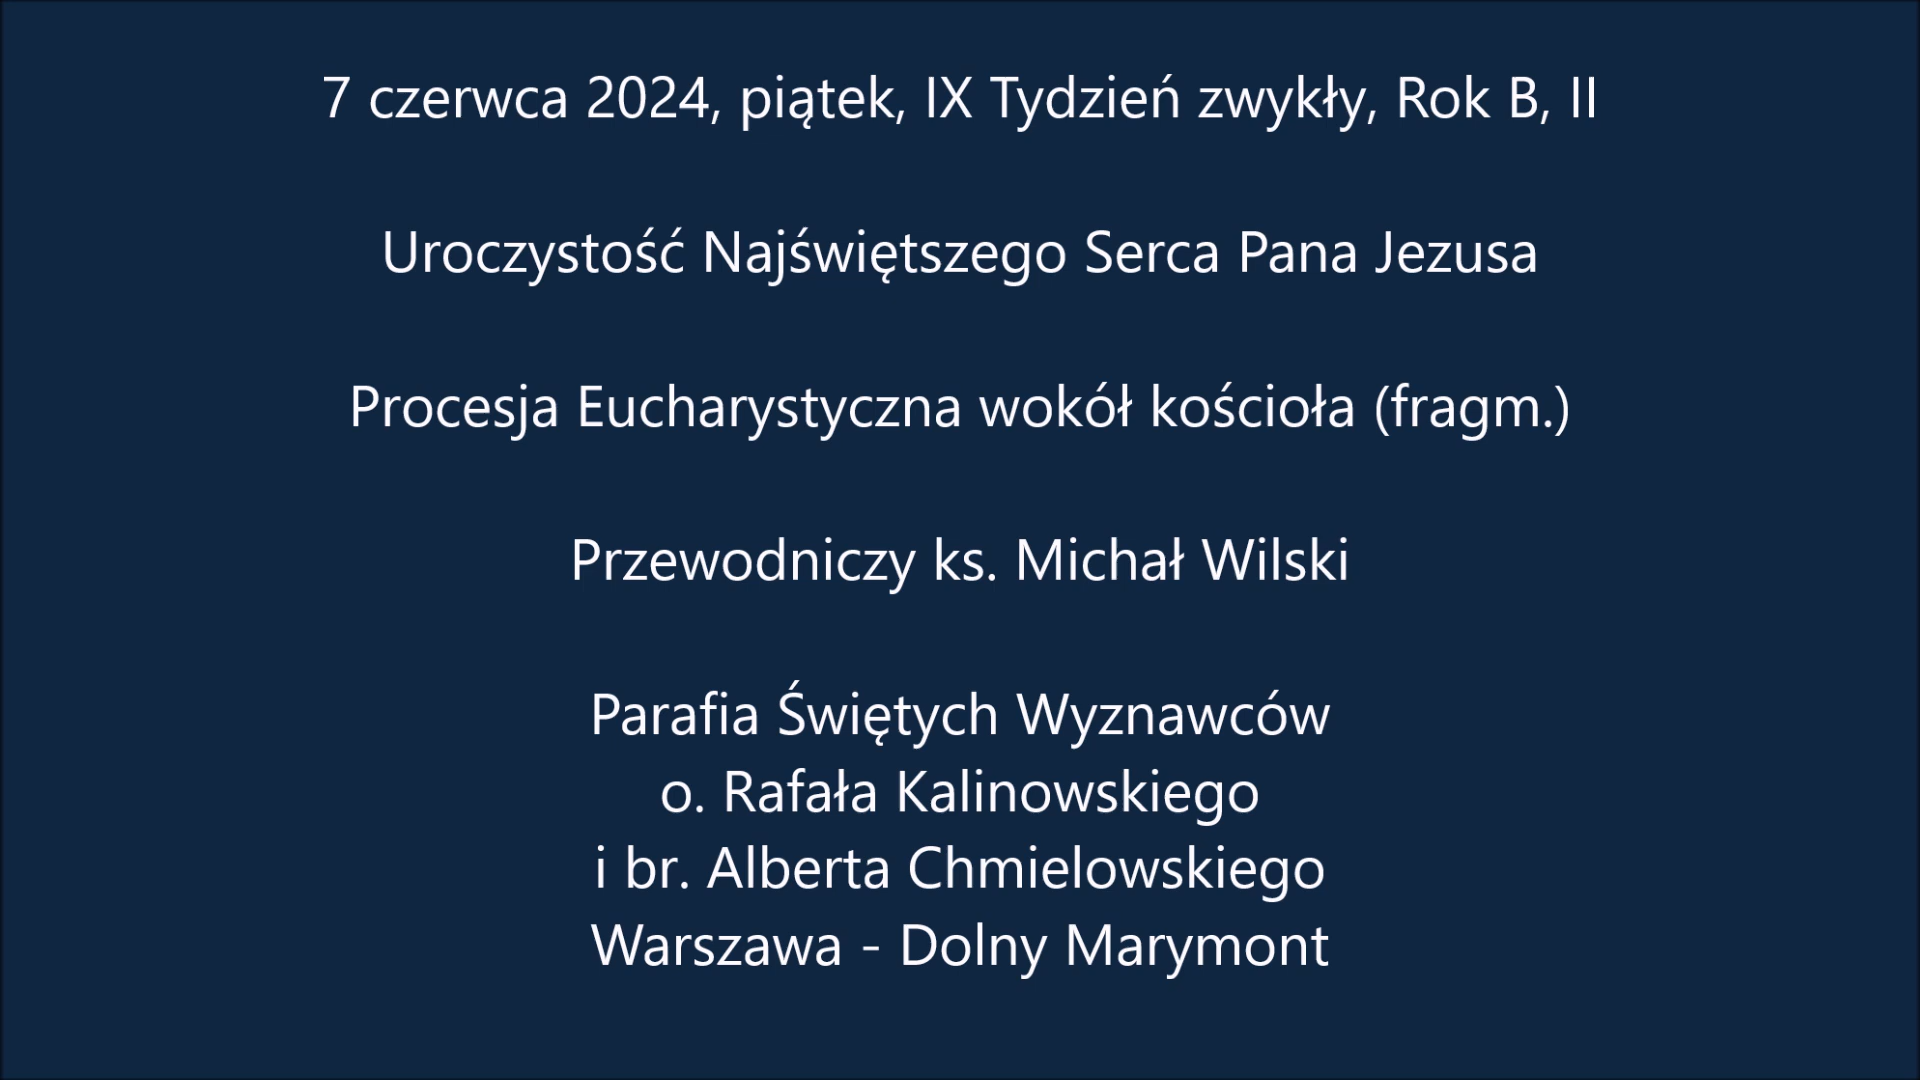 7 czerwca 2024, piątek, IX Tydzień zwykły, Rok B, II
Uroczystość Najświętszego Serca Pana Jezusa
Procesja Eucharystyczna wokół kościoła (fragm.)
Przewodniczy ks. Michał Wilski
Parafia Świętych Wyznawców
o. Rafała Kalinowskiego
i br. Alberta Chmielowskiego
Warszawa - Dolny Marymont